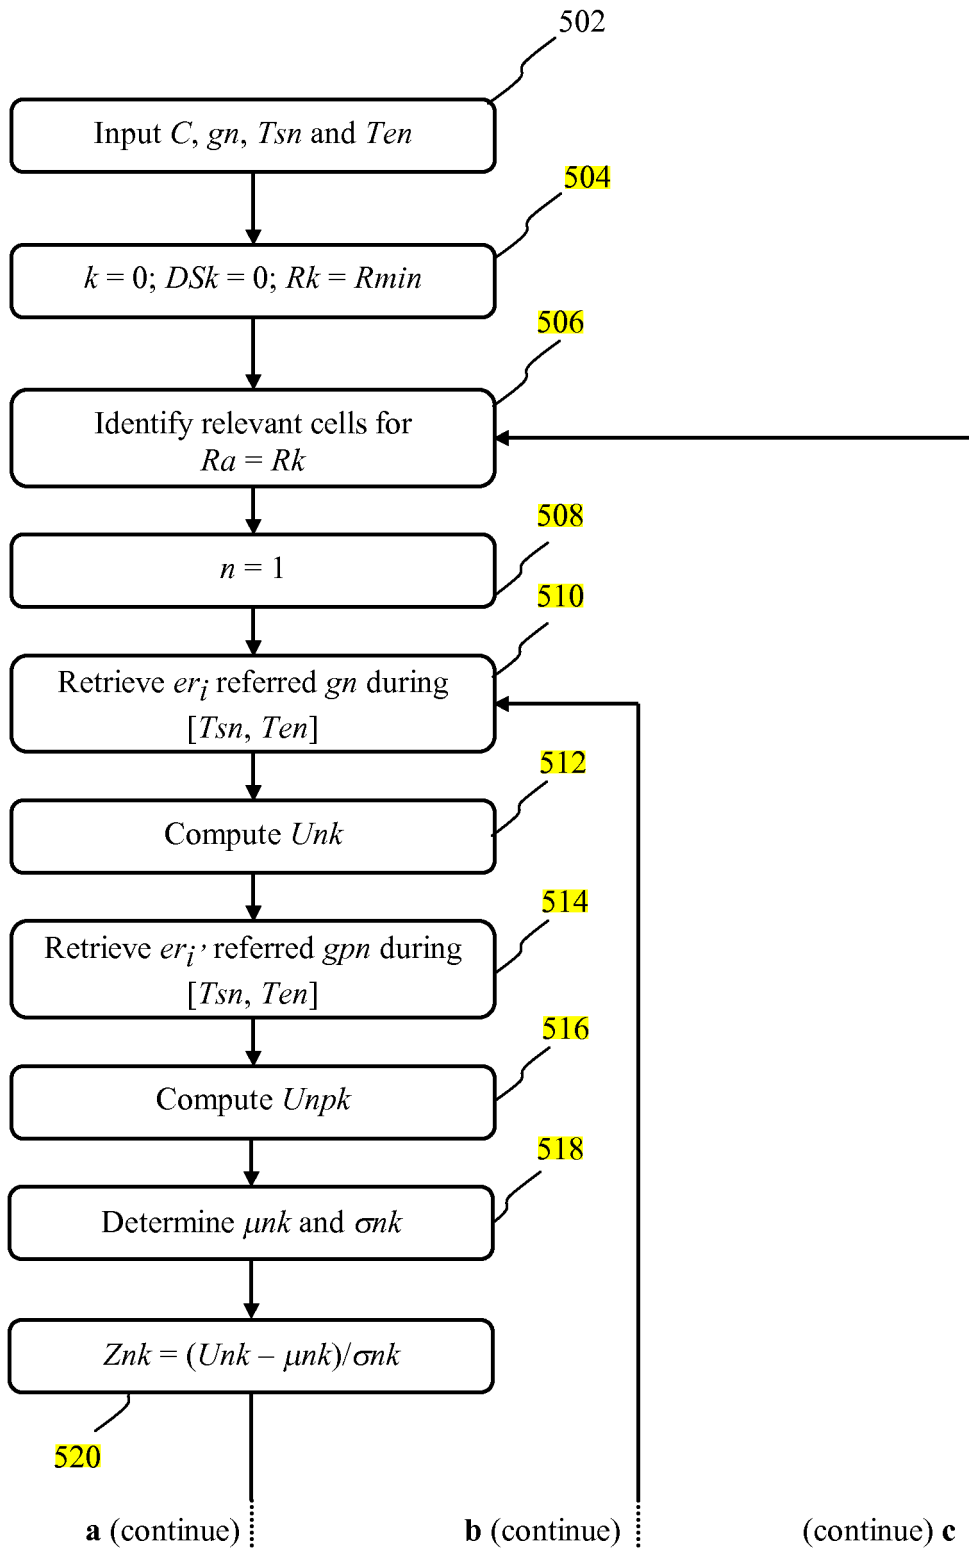 502
Input C, gn, Tsn and Ten
504
k = 0; DSk = 0; Rk = Rmin
506
Identify relevant cells for
Ra = Rk
508
n = 1
510
Retrieve eri referred gn during
[Tsn, Ten]
512
Compute Unk
514
Retrieve eri’ referred gpn during
[Tsn, Ten]
516
Compute Unpk
518
Determine μnk and σnk
Znk = (Unk – μnk)/σnk
520
a (continue)
b (continue)
(continue) c